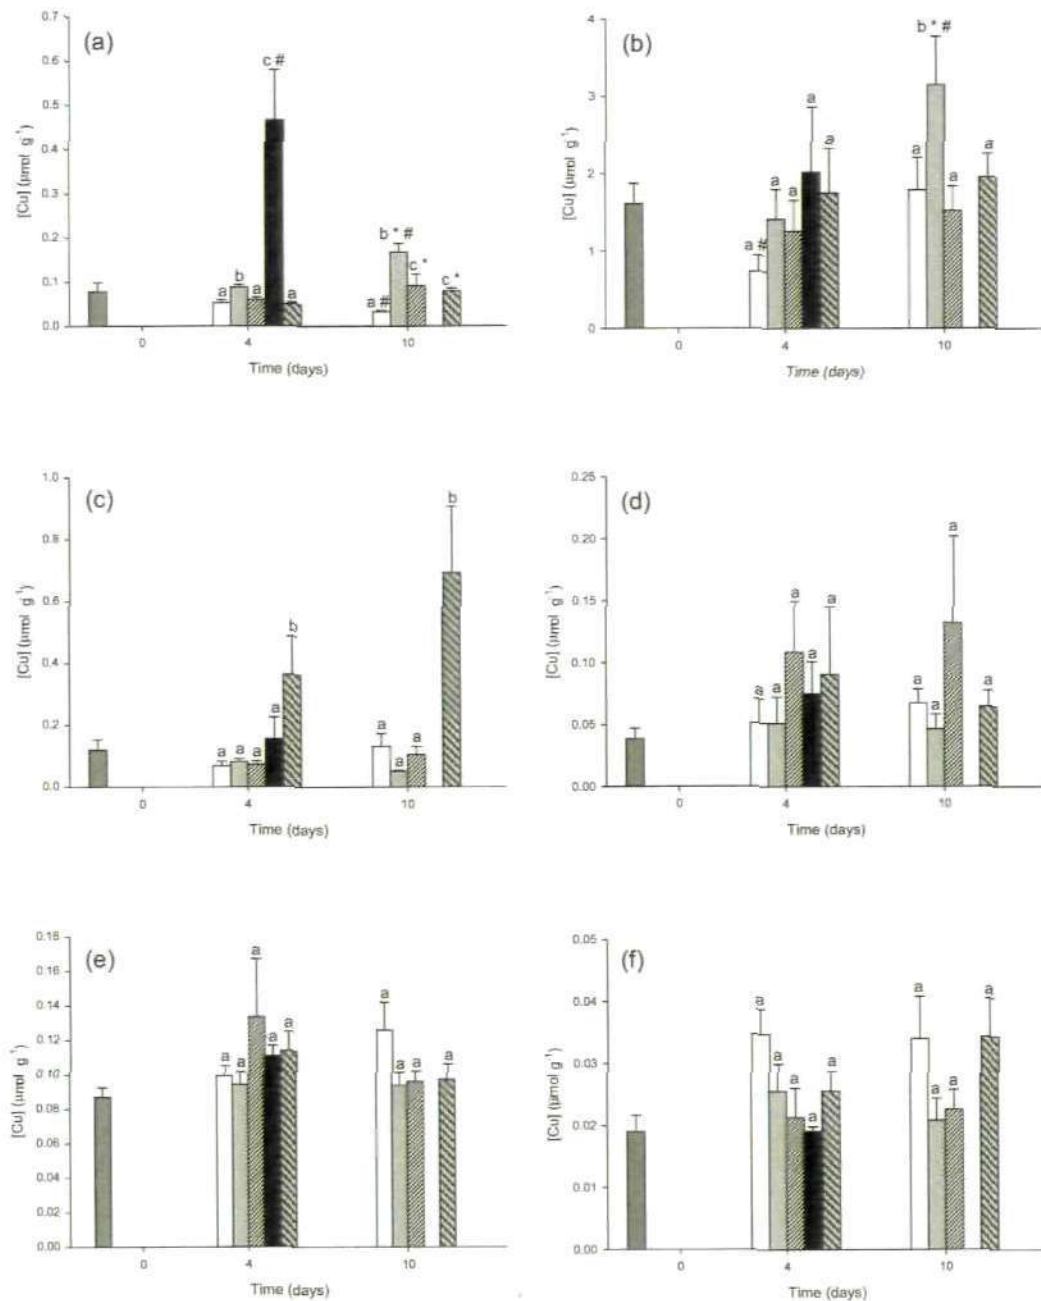 (a)
[Cu] (µmol g⁻¹)
0.7
0.6
0.5
0.4
0.3
0.2
0.1
0.0
a
b
a
c #
a
a #
b * #
c *
c *
0
4
10
Time (days)
(b)
[Cu] (µmol g⁻¹)
4
3
2
1
0
a #
a
a
a
a
a
b * #
a
a
0
4
10
Time (days)
(c)
[Cu] (µmol g⁻¹)
1.0
0.8
0.6
0.4
0.2
0.0
a
a
a
a
b
a
a
a
b
0
4
10
Time (days)
(d)
[Cu] (µmol g⁻¹)
0.25
0.20
0.15
0.10
0.05
0.00
a
a
a
a
a
a
a
a
a
0
4
10
Time (days)
(e)
[Cu] (µmol g⁻¹)
0.18
0.16
0.14
0.12
0.10
0.08
0.06
0.04
0.02
0.00
a
a
a
a
a
a
a
a
a
0
4
10
Time (days)
(f)
[Cu] (µmol g⁻¹)
0.05
0.04
0.03
0.02
0.01
0.00
a
a
a
a
a
a
a
a
a
0
4
10
Time (days)